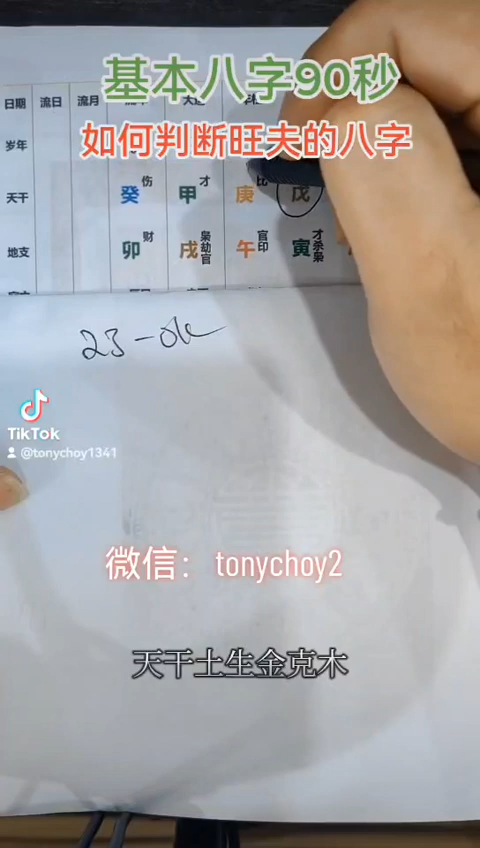 基本八字90秒
如何判断旺夫的八字
日期 流日 流月
岁年
天干 癸 伤 甲 才 庚 比 戊
地支 卯 财 戌 枭劫官 午 官印 寅 才杀枭
23-ok
TikTok
@tonychoy1341
微信：tonychoy2
天干土生金克木